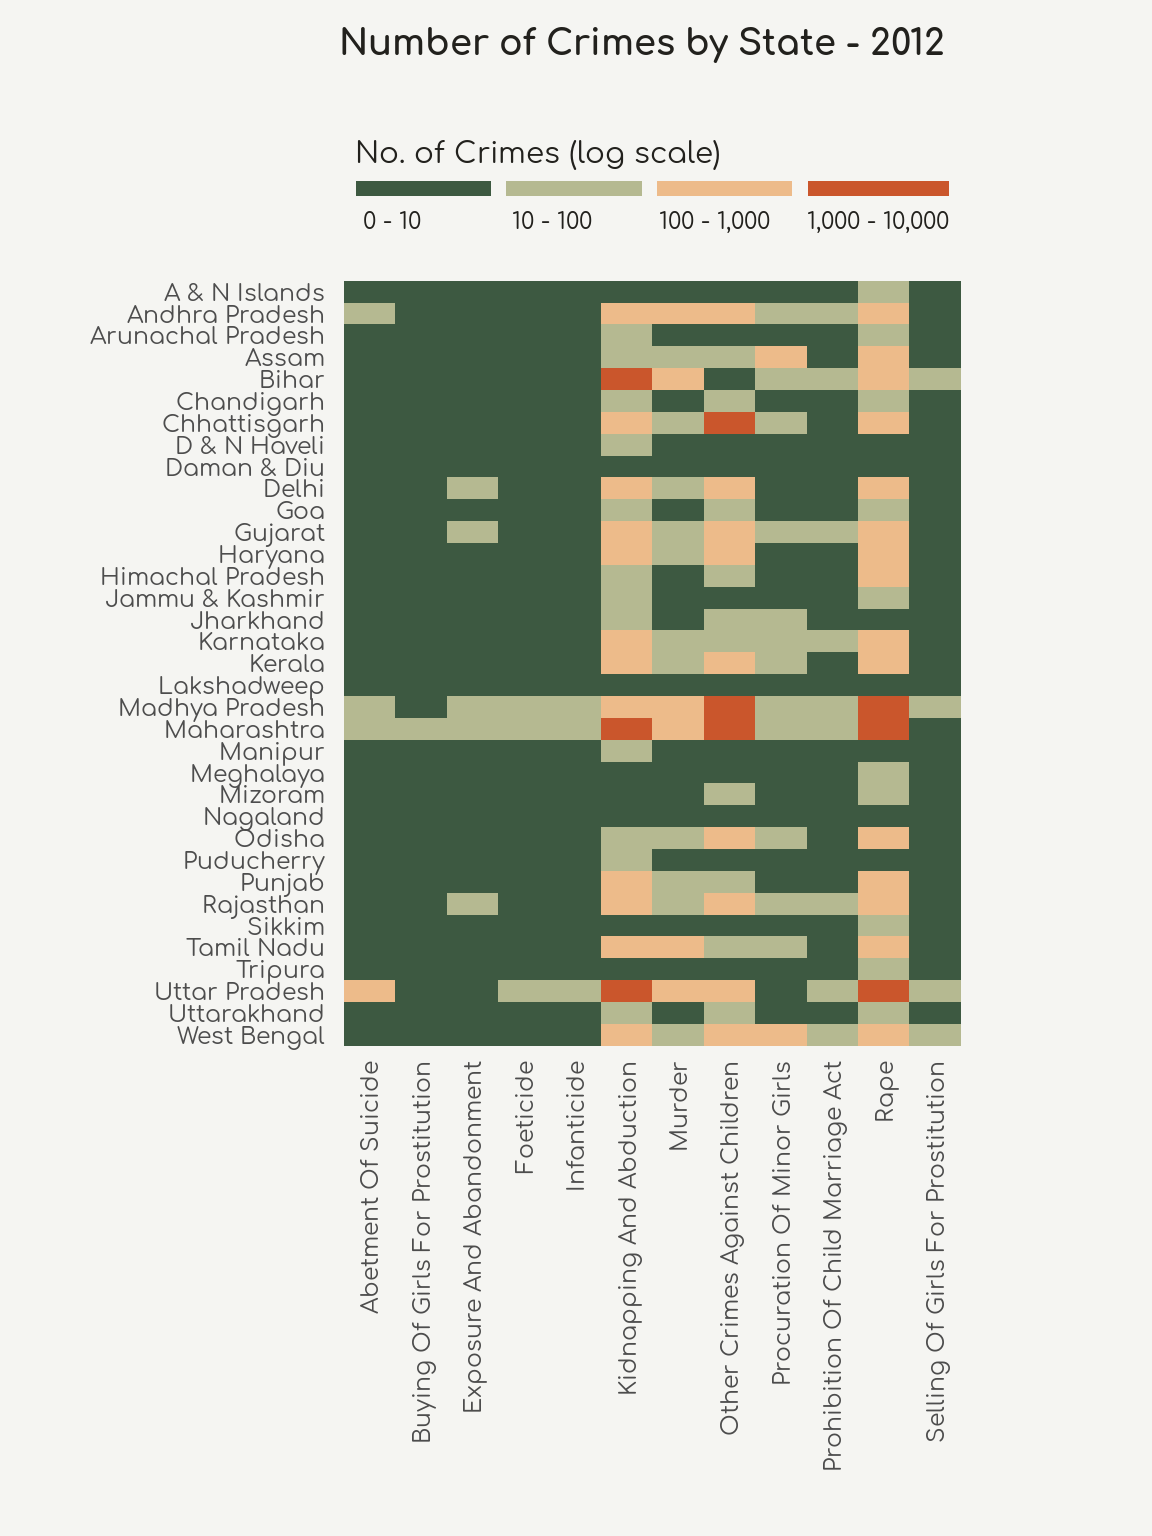 Number of Crimes by State - 2012
No. of Crimes (log scale)
0 - 10
10 - 100
100 - 1,000
1,000 - 10,000
A & N Islands
Andhra Pradesh
Arunachal Pradesh
Assam
Bihar
Chandigarh
Chhattisgarh
D & N Haveli
Daman & Diu
Delhi
Goa
Gujarat
Haryana
Himachal Pradesh
Jammu & Kashmir
Jharkhand
Karnataka
Kerala
Lakshadweep
Madhya Pradesh
Maharashtra
Manipur
Meghalaya
Mizoram
Nagaland
Odisha
Puducherry
Punjab
Rajasthan
Sikkim
Tamil Nadu
Tripura
Uttar Pradesh
Uttarakhand
West Bengal
Abetment Of Suicide
Buying Of Girls For Prostitution
Exposure And Abandonment
Foeticide
Infanticide
Kidnapping And Abduction
Murder
Other Crimes Against Children
Procuration Of Minor Girls
Prohibition Of Child Marriage Act
Rape
Selling Of Girls For Prostitution